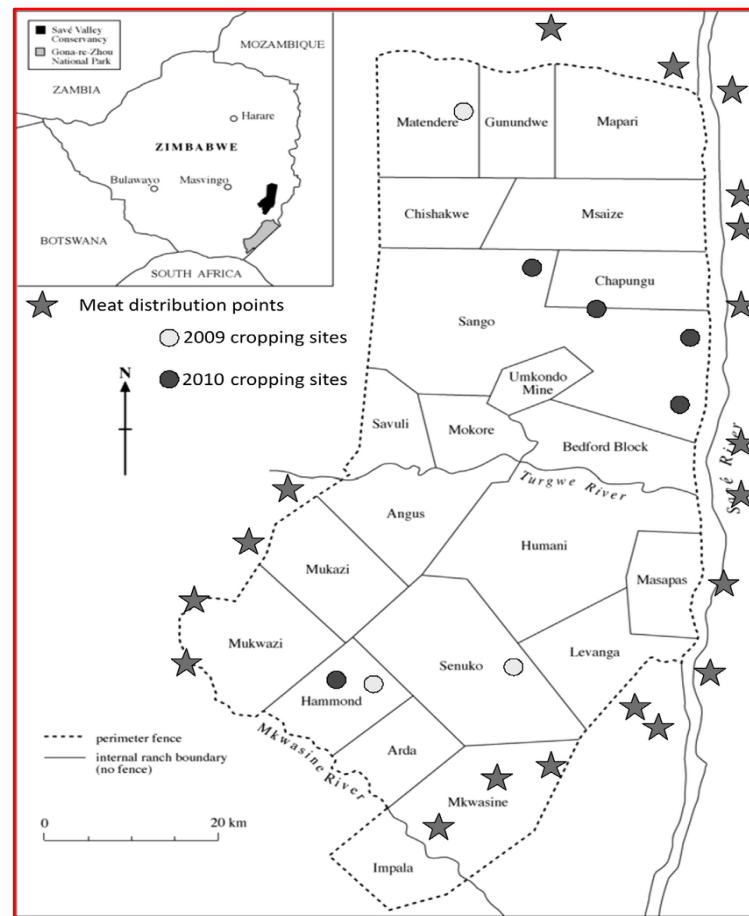 Savé Valley
Conservancy
Gona-re-Zhou
National Park
MOZAMBIQUE
ZAMBIA
Harare
ZIMBABWE
Bulawayo
Masvingo
BOTSWANA
SOUTH AFRICA
Meat distribution points
2009 cropping sites
2010 cropping sites
N
Matendere
Gunundwe
Mapari
Chishakwe
Msaize
Chapungu
Sango
Umkondo
Mine
Savuli
Mokore
Bedford Block
Savé River
Turgwe River
Angus
Humani
Mukazi
Masapas
Mukwazi
Senuko
Levanga
Hammond
Mkwasine River
Arda
perimeter fence
internal ranch boundary
(no fence)
Mkwasine
0
20 km
Impala